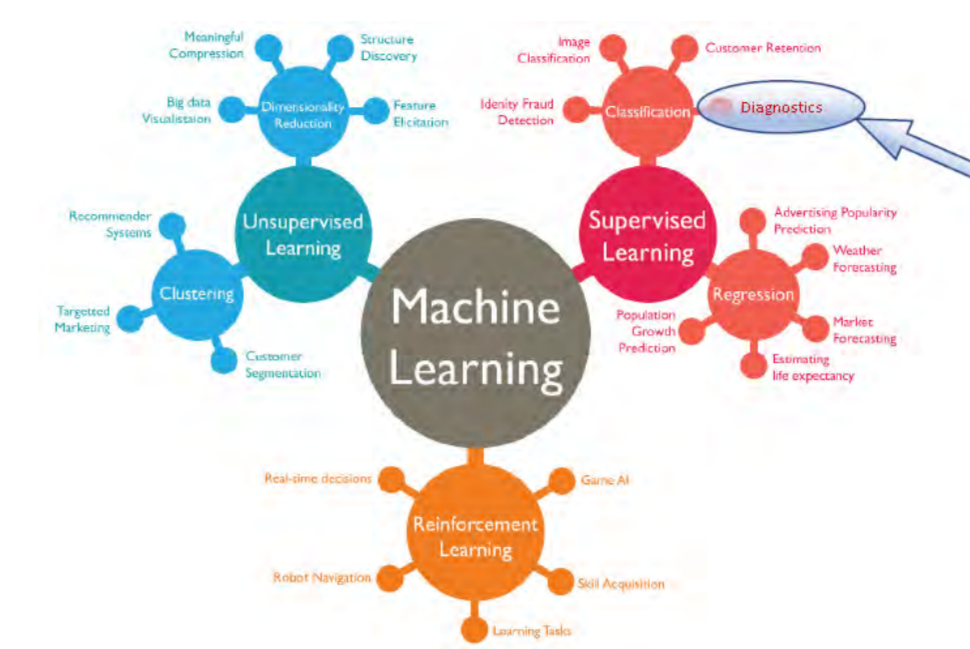 Meaningful
Compression
Structure
Discovery
Big data
Visualistaion
Dimensionality
Reduction
Feature
Elicitation
Image
Classification
Customer Retention
Idenity Fraud
Detection
Classification
Diagnostics
Recommender
Systems
Unsupervised
Learning
Clustering
Targetted
Marketing
Customer
Segmentation
Machine
Learning
Supervised
Learning
Advertising Popularity
Prediction
Weather
Forecasting
Regression
Population
Growth
Prediction
Market
Forecasting
Estimating
life expectancy
Real-time decisions
Game AI
Reinforcement
Learning
Robot Navigation
Skill Acquisition
Learning Tasks